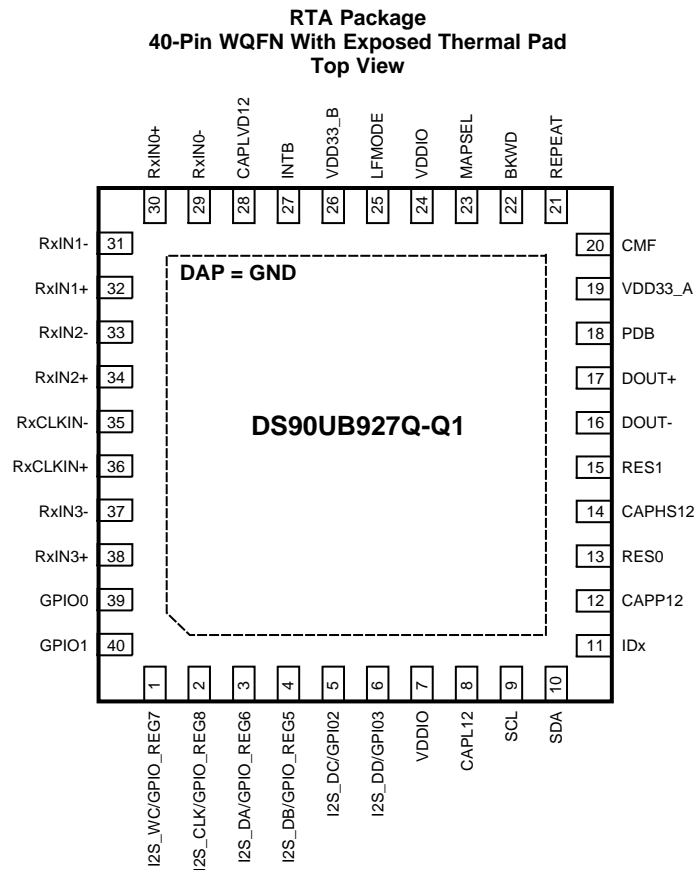 RTA Package
40-Pin WQFN With Exposed Thermal Pad
Top View
RxIN0+
RxIN0-
CAPLVD12
INTB
VDD33_B
LFMODE
VDDIO
MAPSEL
BKWD
REPEAT
30
29
28
27
26
25
24
23
22
21
RxIN1- 31
RxIN1+ 32
RxIN2- 33
RxIN2+ 34
RxCLKIN- 35
RxCLKIN+ 36
RxIN3- 37
RxIN3+ 38
GPIO0 39
GPIO1 40
DAP = GND
DS90UB927Q-Q1
20 CMF
19 VDD33_A
18 PDB
17 DOUT+
16 DOUT-
15 RES1
14 CAPHS12
13 RES0
12 CAPP12
11 IDx
1
2
3
4
5
6
7
8
9
10
I2S_WC/GPIO_REG7
I2S_CLK/GPIO_REG8
I2S_DA/GPIO_REG6
I2S_DB/GPIO_REG5
I2S_DC/GPI02
I2S_DD/GPI03
VDDIO
CAPL12
SCL
SDA